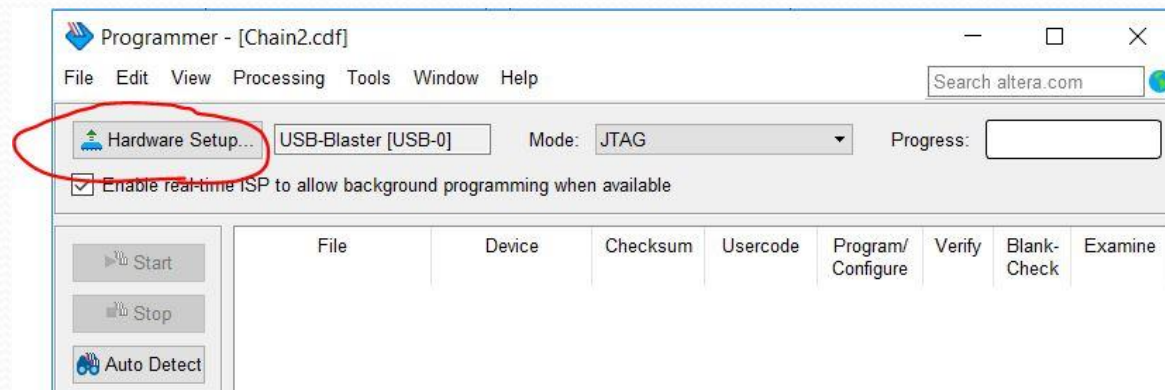 Programmer - [Chain2.cdf]
File Edit View Processing Tools Window Help
Search altera.com
Hardware Setup... USB-Blaster [USB-0] Mode: JTAG Progress:
Enable real-time ISP to allow background programming when available
File Device Checksum Usercode Program/ Verify Blank- Examine
Configure Check
Start
Stop
Auto Detect